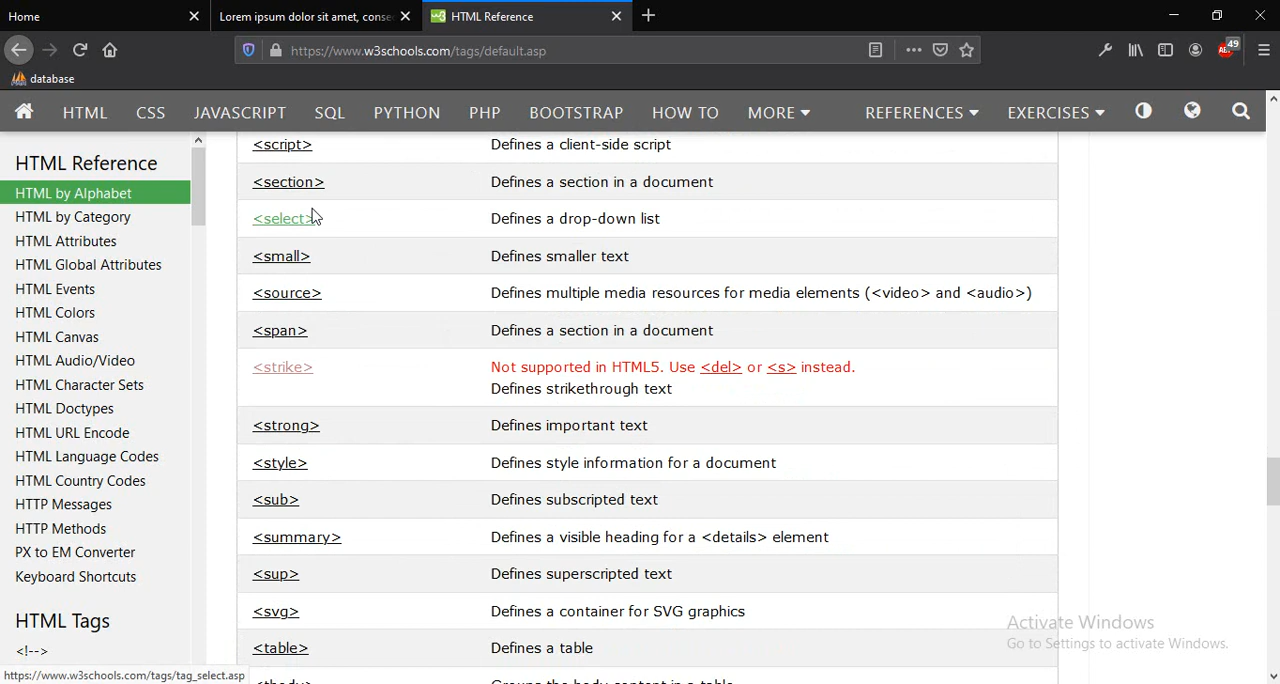 Home
Lorem ipsum dolor sit amet, conse
HTML Reference
https://www.w3schools.com/tags/default.asp
49
database
HTML CSS JAVASCRIPT SQL PYTHON PHP BOOTSTRAP HOW TO MORE REFERENCES EXERCISES
HTML Reference
HTML by Alphabet
HTML by Category
HTML Attributes
HTML Global Attributes
HTML Events
HTML Colors
HTML Canvas
HTML Audio/Video
HTML Character Sets
HTML Doctypes
HTML URL Encode
HTML Language Codes
HTML Country Codes
HTTP Messages
HTTP Methods
PX to EM Converter
Keyboard Shortcuts
HTML Tags
<!-->
<script> Defines a client-side script
<section> Defines a section in a document
<select> Defines a drop-down list
<small> Defines smaller text
<source> Defines multiple media resources for media elements (<video> and <audio>)
<span> Defines a section in a document
<strike> Not supported in HTML5. Use <del> or <s> instead.
Defines strikethrough text
<strong> Defines important text
<style> Defines style information for a document
<sub> Defines subscripted text
<summary> Defines a visible heading for a <details> element
<sup> Defines superscripted text
<svg> Defines a container for SVG graphics
<table> Defines a table
<tbody> Groups the body content in a table
Activate Windows
Go to Settings to activate Windows.
https://www.w3schools.com/tags/tag_select.asp